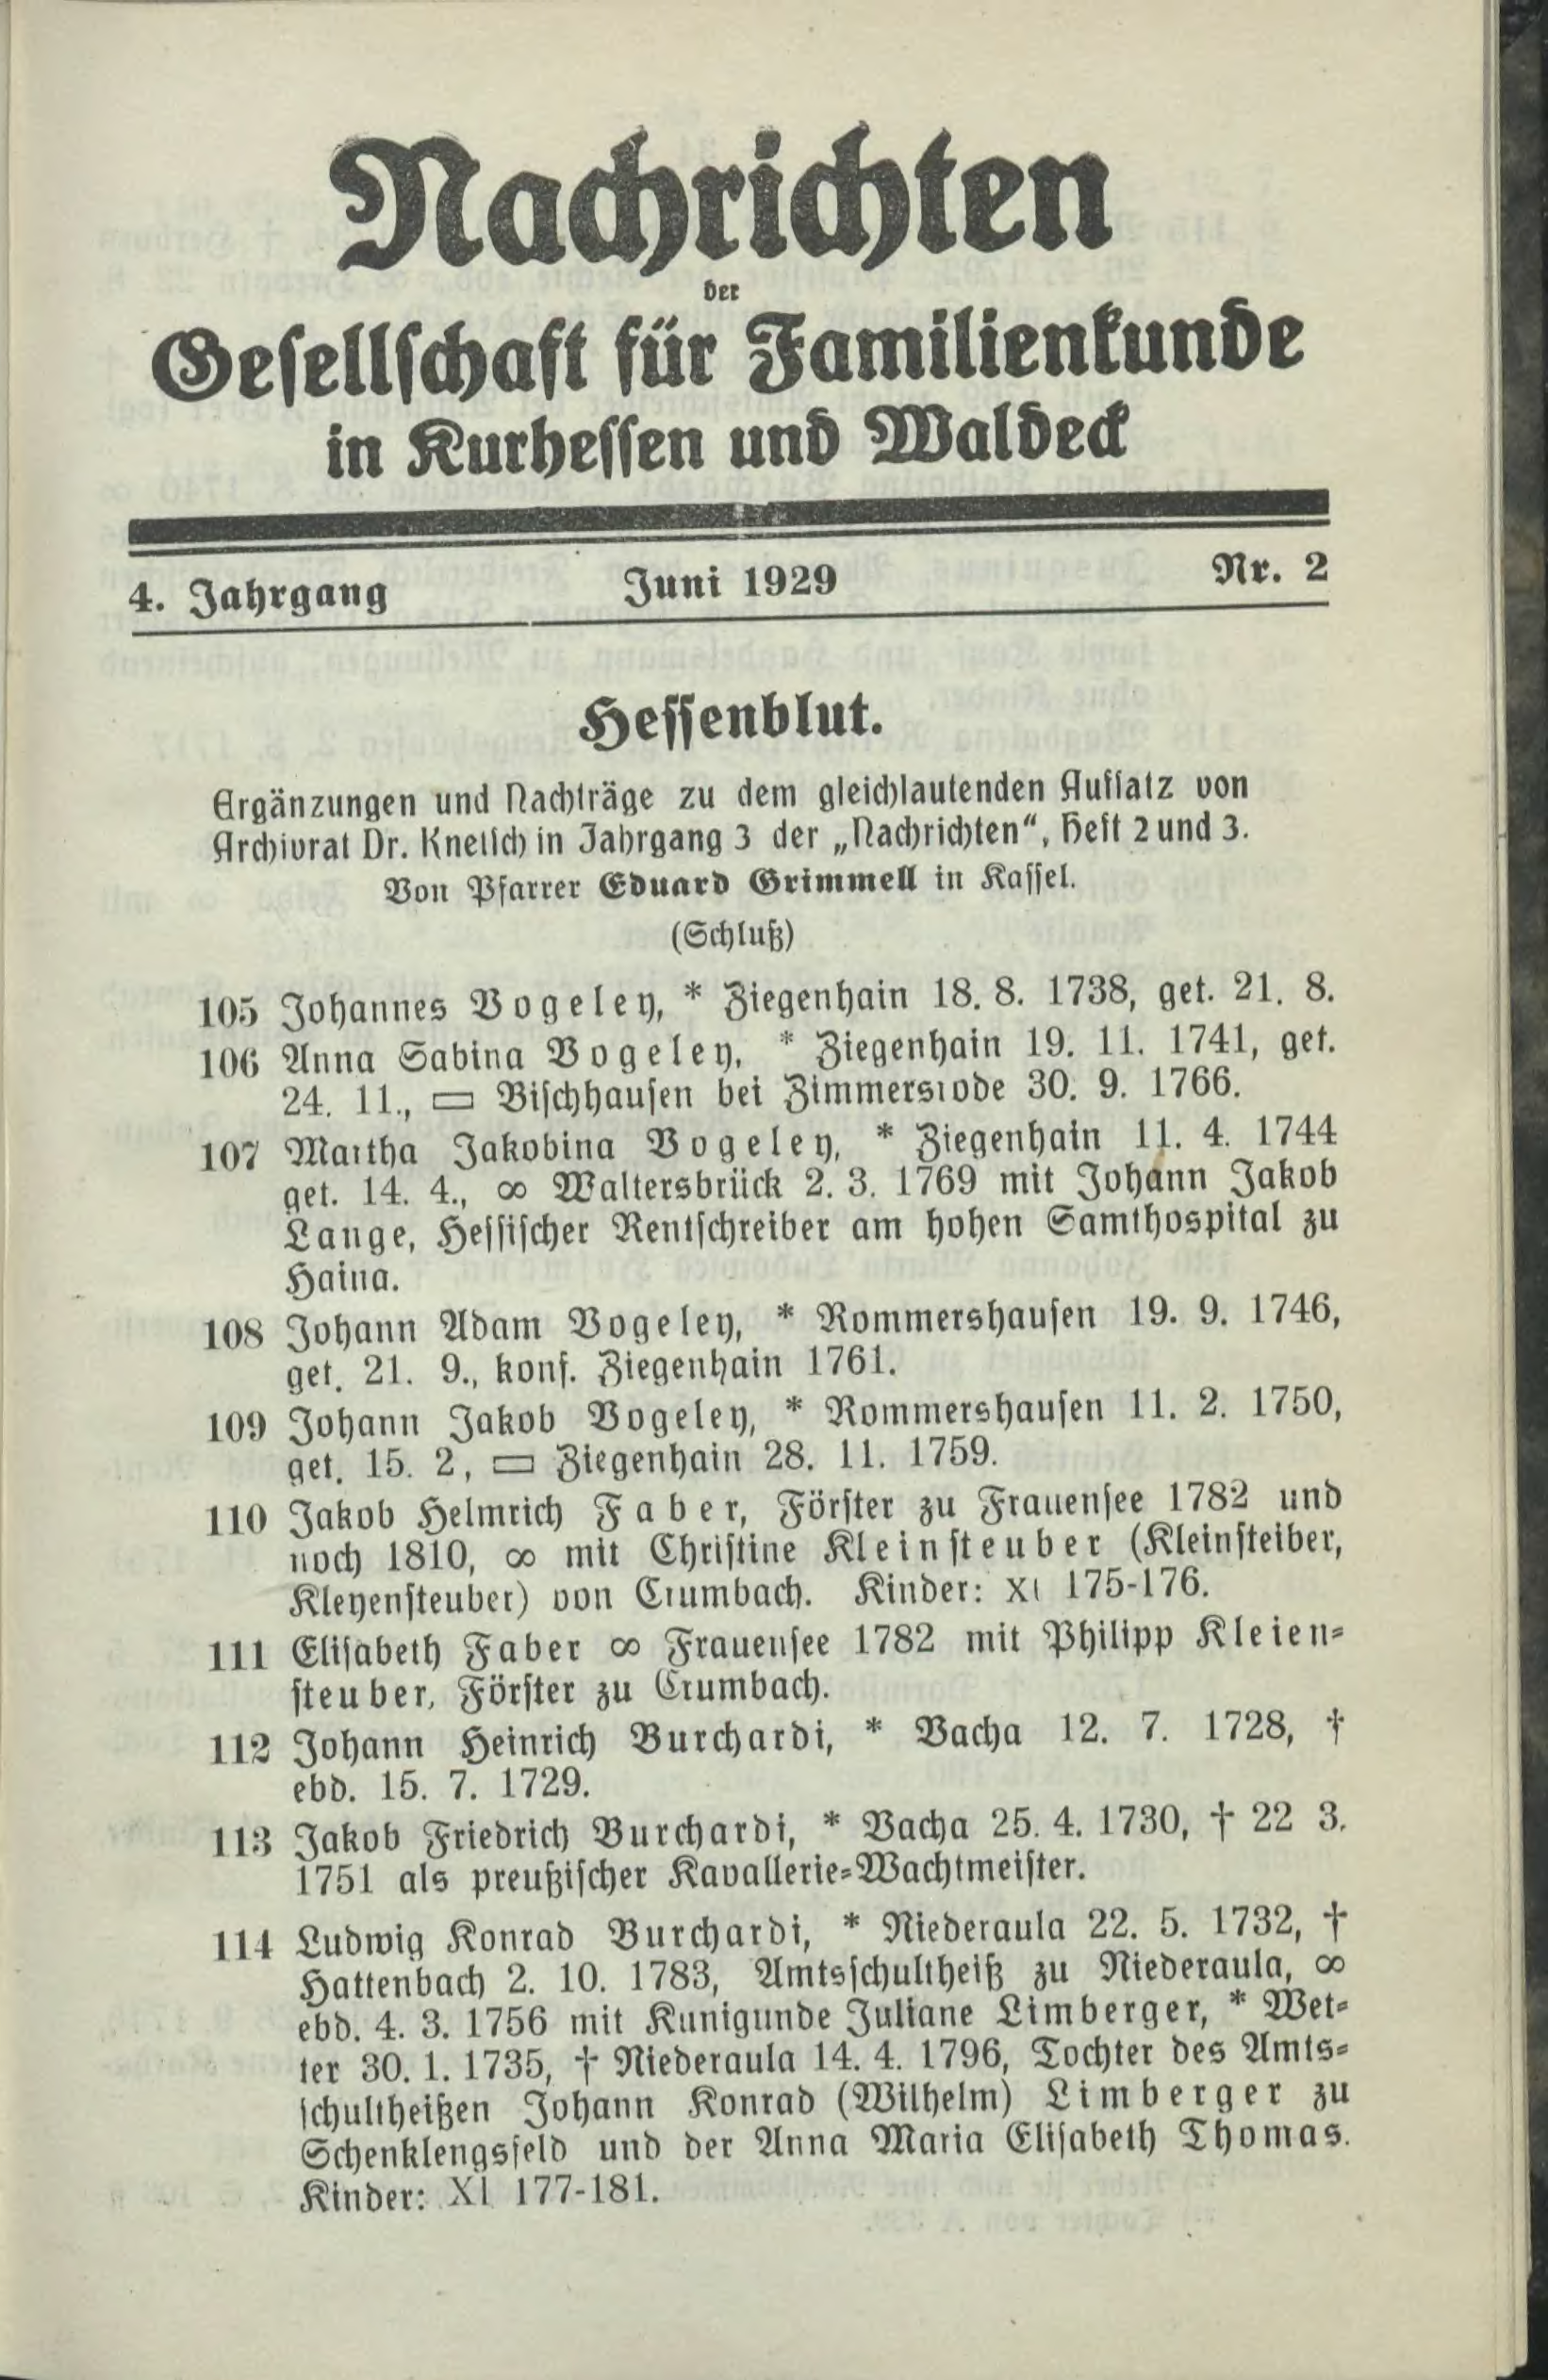 Nachrichten
der
Gesellschaft für Familienkunde
in Kurhessen und Waldeck
4. Jahrgang Juni 1929 Nr. 2
Hessenblut.
Ergänzungen und Nachträge zu dem gleichlautenden Aufsatz von
Archivrat Dr. Knetsch in Jahrgang 3 der „Nachrichten“, Heft 2 und 3.
Von Pfarrer Eduard Grimmell in Kassel.
(Schluß)
105 Johannes Vogeley, * Ziegenhain 18. 8. 1738, get. 21. 8.
106 Anna Sabina Vogeley, * Ziegenhain 19. 11. 1741, get.
24. 11., ▭ Bischhausen bei Zimmersrode 30. 9. 1766.
107 Martha Jakobina Vogeley, * Ziegenhain 11. 4. 1744
get. 14. 4., ∞ Waltersbrück 2. 3. 1769 mit Johann Jakob
Lange, Hessischer Rentschreiber am hohen Samthospital zu
Haina.
108 Johann Adam Vogeley, * Rommershausen 19. 9. 1746,
get. 21. 9., konf. Ziegenhain 1761.
109 Johann Jakob Vogeley, * Rommershausen 11. 2. 1750,
get. 15. 2, ▭ Ziegenhain 28. 11. 1759.
110 Jakob Helmrich Faber, Förster zu Frauensee 1782 und
noch 1810, ∞ mit Christine Kleinsteuber (Kleinsteiber,
Kleyensteuber) von Crumbach. Kinder: XI 175-176.
111 Elisabeth Faber ∞ Frauensee 1782 mit Philipp Kleien-
steuber, Förster zu Crumbach.
112 Johann Heinrich Burchardi, * Vacha 12. 7. 1728, †
ebd. 15. 7. 1729.
113 Jakob Friedrich Burchardi, * Vacha 25. 4. 1730, † 22 3.
1751 als preußischer Kavallerie-Wachtmeister.
114 Ludwig Konrad Burchardi, * Niederaula 22. 5. 1732, †
Hattenbach 2. 10. 1783, Amtsschultheiß zu Niederaula, ∞
ebd. 4. 3. 1756 mit Kunigunde Juliane Limberger, * Wet-
ter 30. 1. 1735, † Niederaula 14. 4. 1796, Tochter des Amts-
schultheißen Johann Konrad (Wilhelm) Limberger zu
Schenklengsfeld und der Anna Maria Elisabeth Thomas.
Kinder: XI 177-181.